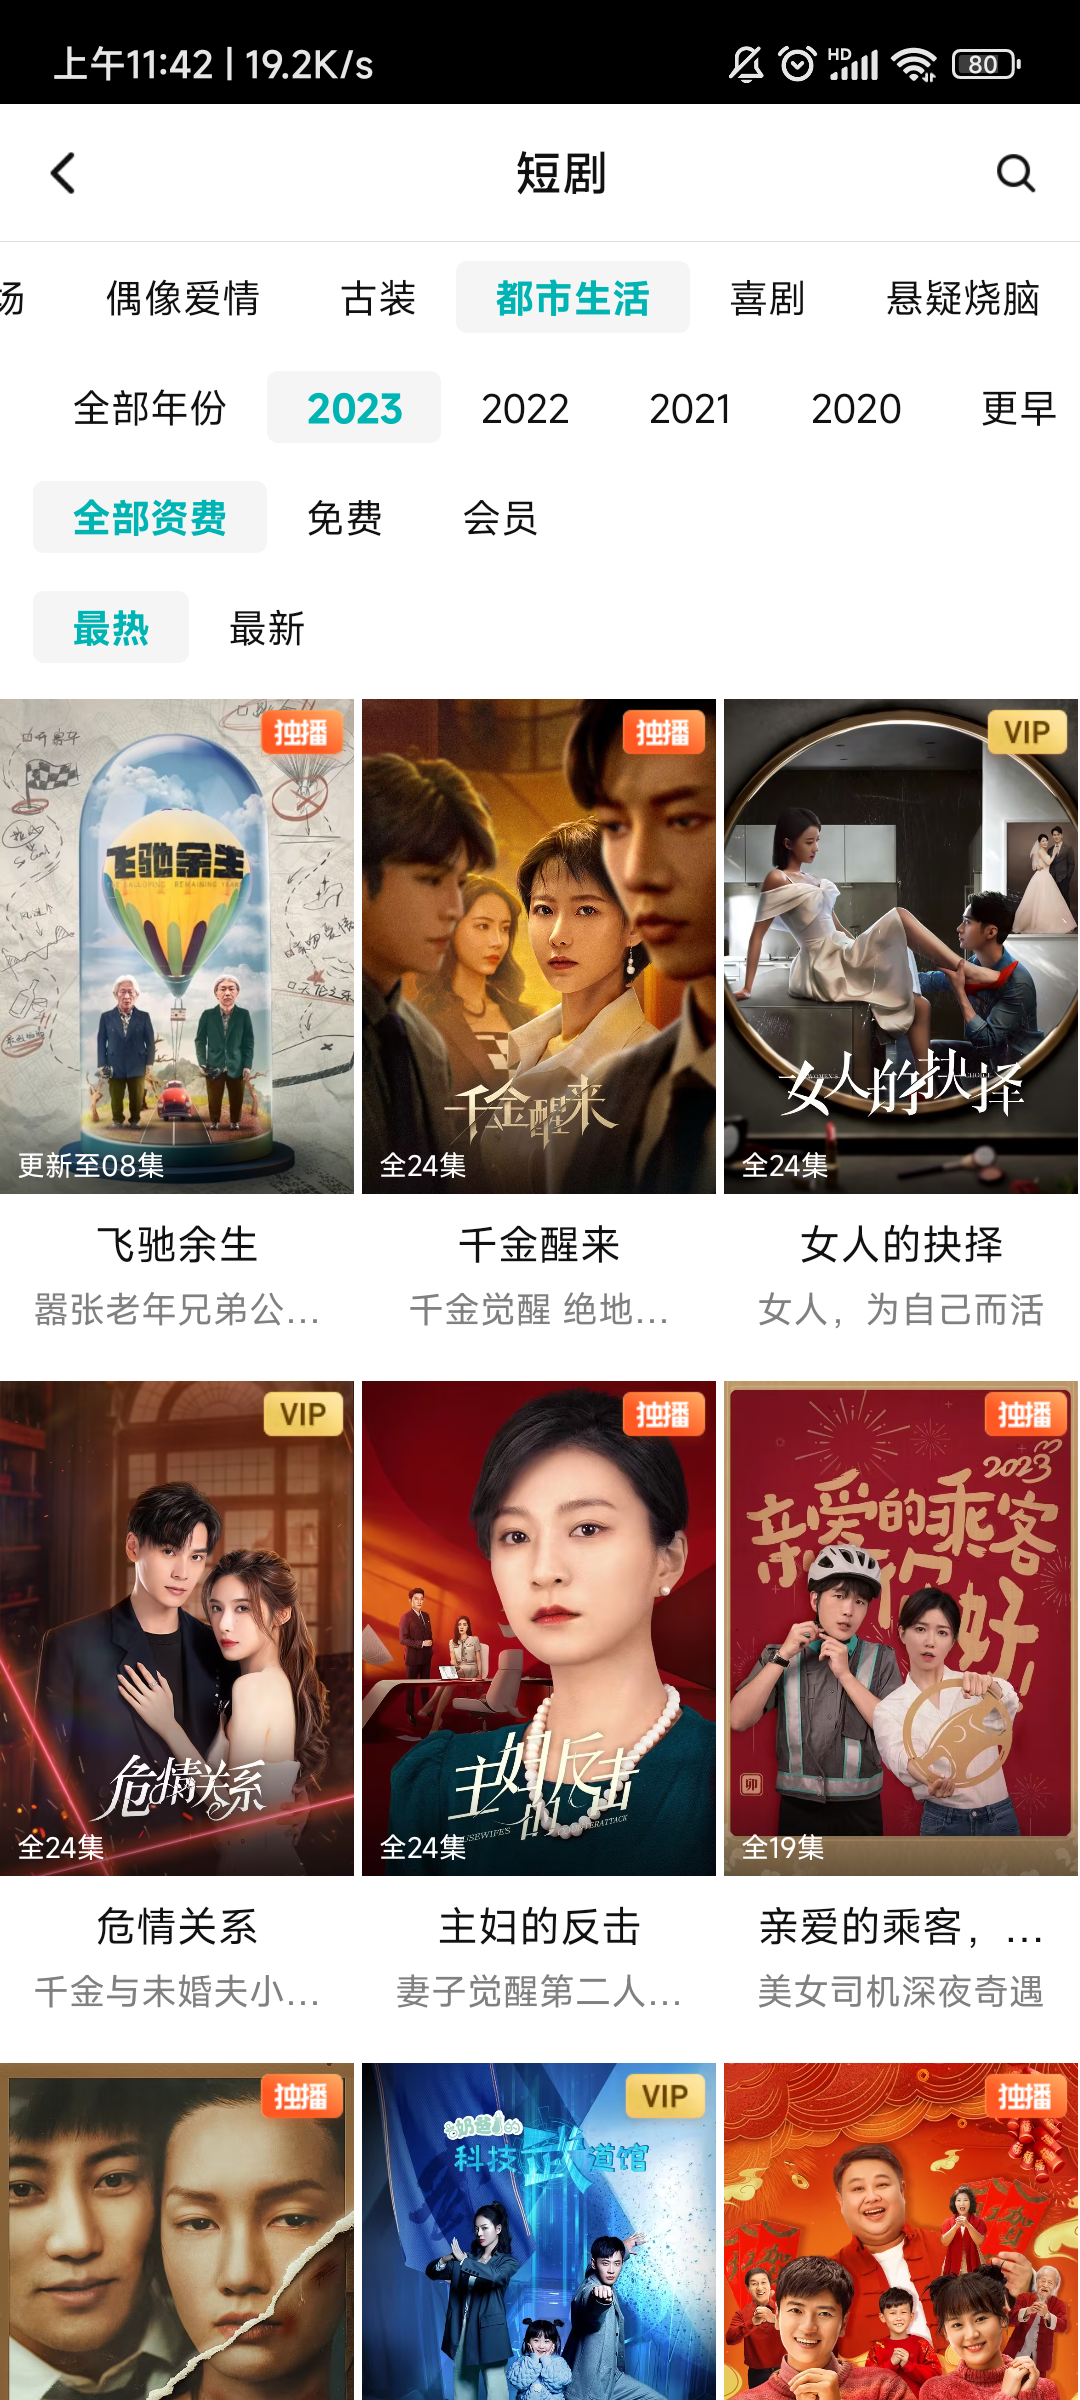 上午11:42 | 19.2K/s
HD
80
短剧
场
偶像爱情
古装
都市生活
喜剧
悬疑烧脑
全部年份
2023
2022
2021
2020
更早
全部资费
免费
会员
最热
最新
独播
飞驰余生
更新至08集
独播
千金醒来
全24集
VIP
女人的抉择
全24集
飞驰余生
千金醒来
女人的抉择
嚣张老年兄弟公...
千金觉醒 绝地...
女人，为自己而活
VIP
危情关系
全24集
独播
主妇的反击
全24集
独播
2023
亲爱的乘客
你好
卯
全19集
危情关系
主妇的反击
亲爱的乘客，...
千金与未婚夫小...
妻子觉醒第二人...
美女司机深夜奇遇
独播
VIP
奶爸的
科技武道馆
独播